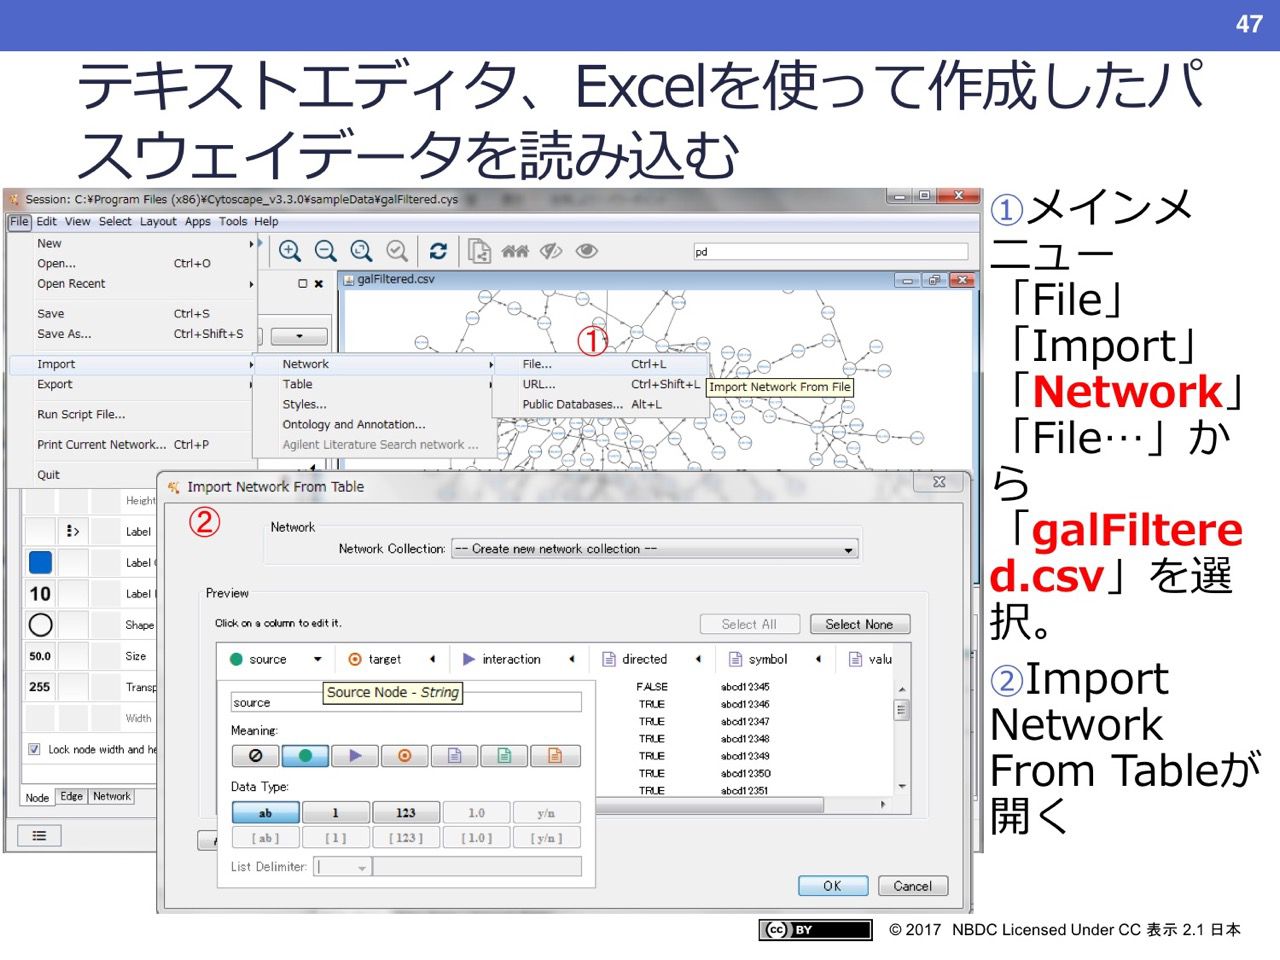 47
テキストエディタ、Excelを使って作成したパ
スウェイデータを読み込む
Session: C:¥Program Files (x86)¥Cytoscape_v3.3.0¥sampleData¥galFiltered.cys
File Edit View Select Layout Apps Tools Help
New
Open... Ctrl+O
Open Recent
Save Ctrl+S
Save As... Ctrl+Shift+S
Import
Export
Run Script File...
Print Current Network... Ctrl+P
Quit
pd
galFiltered.csv
①
Network
Table
Styles...
Ontology and Annotation...
Agilent Literature Search network ...
File... Ctrl+L
URL... Ctrl+Shift+L
Public Databases... Alt+L
Import Network From File
Height
Label
Label
10 Label
Shape
50.0 Size
255 Transp
Width
Lock node width and he
Node Edge Network
Import Network From Table
②
Network
Network Collection: -- Create new network collection --
Preview
Click on a column to edit it.
Select All Select None
source target interaction directed symbol valu
Source Node - String
source
Meaning:
Data Type:
ab 1 123 1.0 y/n
[ ab ] [ 1 ] [ 123 ] [ 1.0 ] [ y/n ]
List Delimiter:
FALSE abcd12345
TRUE abcd12346
TRUE abcd12347
TRUE abcd12348
TRUE abcd12349
TRUE abcd12350
TRUE abcd12351
OK Cancel
①メインメ
ニュー
「File」
「Import」
「Network」
「File…」か
ら
「galFiltere
d.csv」を選
択。
②Import
Network
From Tableが
開く
cc BY
© 2017 NBDC Licensed Under CC 表示 2.1 日本